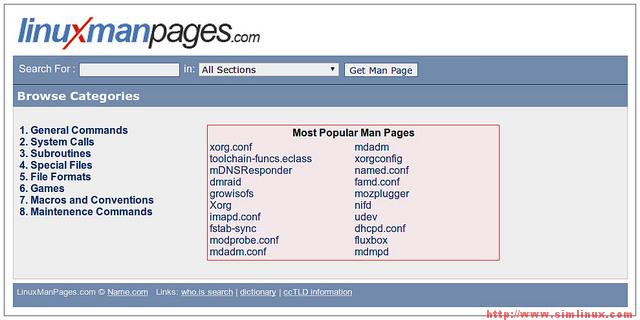 linuxmanpages.com
Search For : in: All Sections Get Man Page
Browse Categories
1. General Commands
2. System Calls
3. Subroutines
4. Special Files
5. File Formats
6. Games
7. Macros and Conventions
8. Maintenence Commands
Most Popular Man Pages
xorg.conf mdadm
toolchain-funcs.eclass xorgconfig
mDNSResponder named.conf
dmraid famd.conf
growisofs mozplugger
Xorg nifd
imapd.conf udev
fstab-sync dhcpd.conf
modprobe.conf fluxbox
mdadm.conf mdmpd
LinuxManPages.com © Name.com Links: who.is search | dictionary | ccTLD information
http://www.simlinux.com